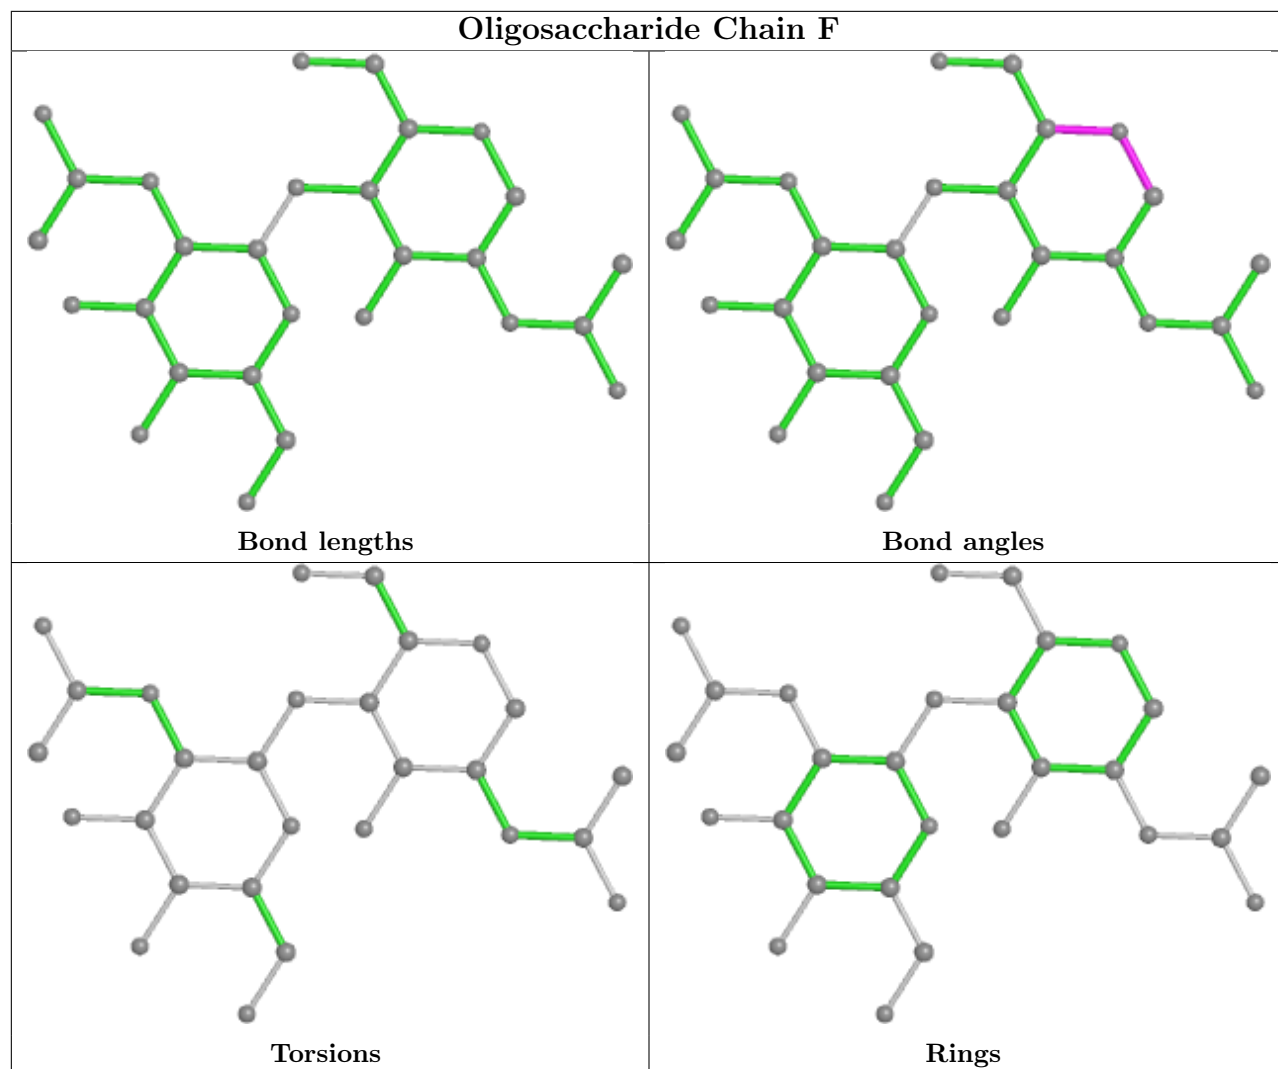 Oligosaccharide Chain F
Bond lengths
Bond angles
Torsions
Rings